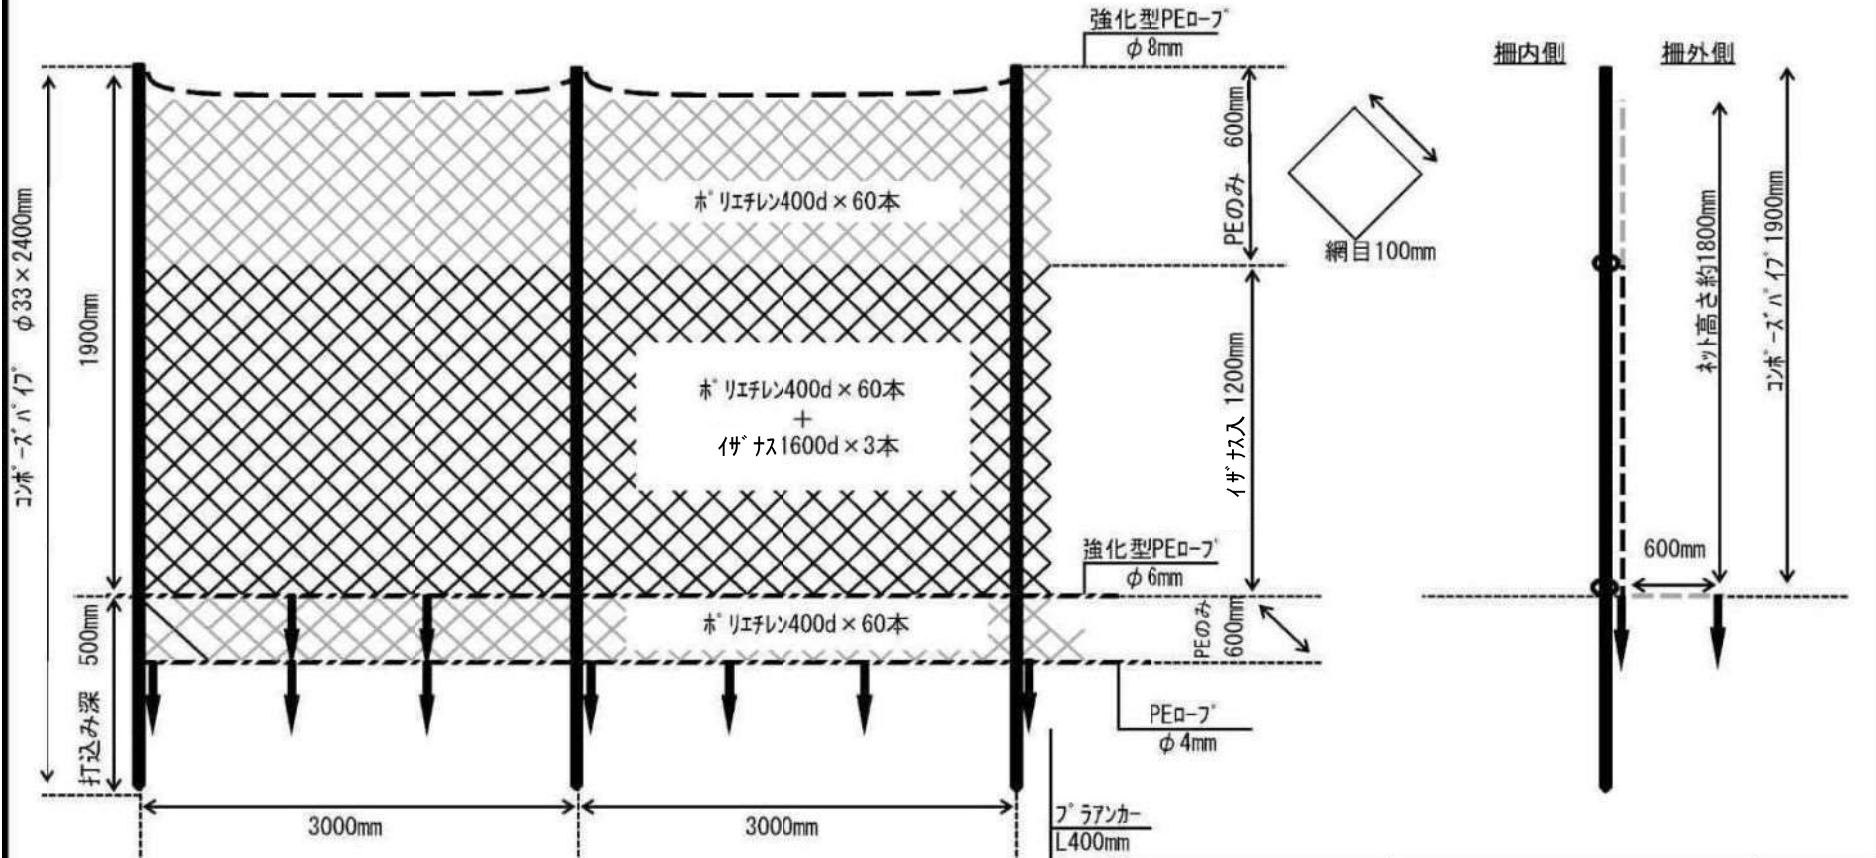 強化型PEロープ
φ8mm
柵内側
柵外側
コンポーズパイプ φ33×2400mm
1900mm
500mm
打込み深
ポリエチレン400d×60本
ポリエチレン400d×60本
+
イザナス1600d×3本
ポリエチレン400d×60本
PEのみ 600mm
イザナス入 1200mm
網目100mm
強化型PEロープ
φ6mm
PEのみ
600mm
PEロープ
φ4mm
プラアンカー
L400mm
3000mm
3000mm
ネット高さ約1800mm
コンポーズパイプ1900mm
600mm